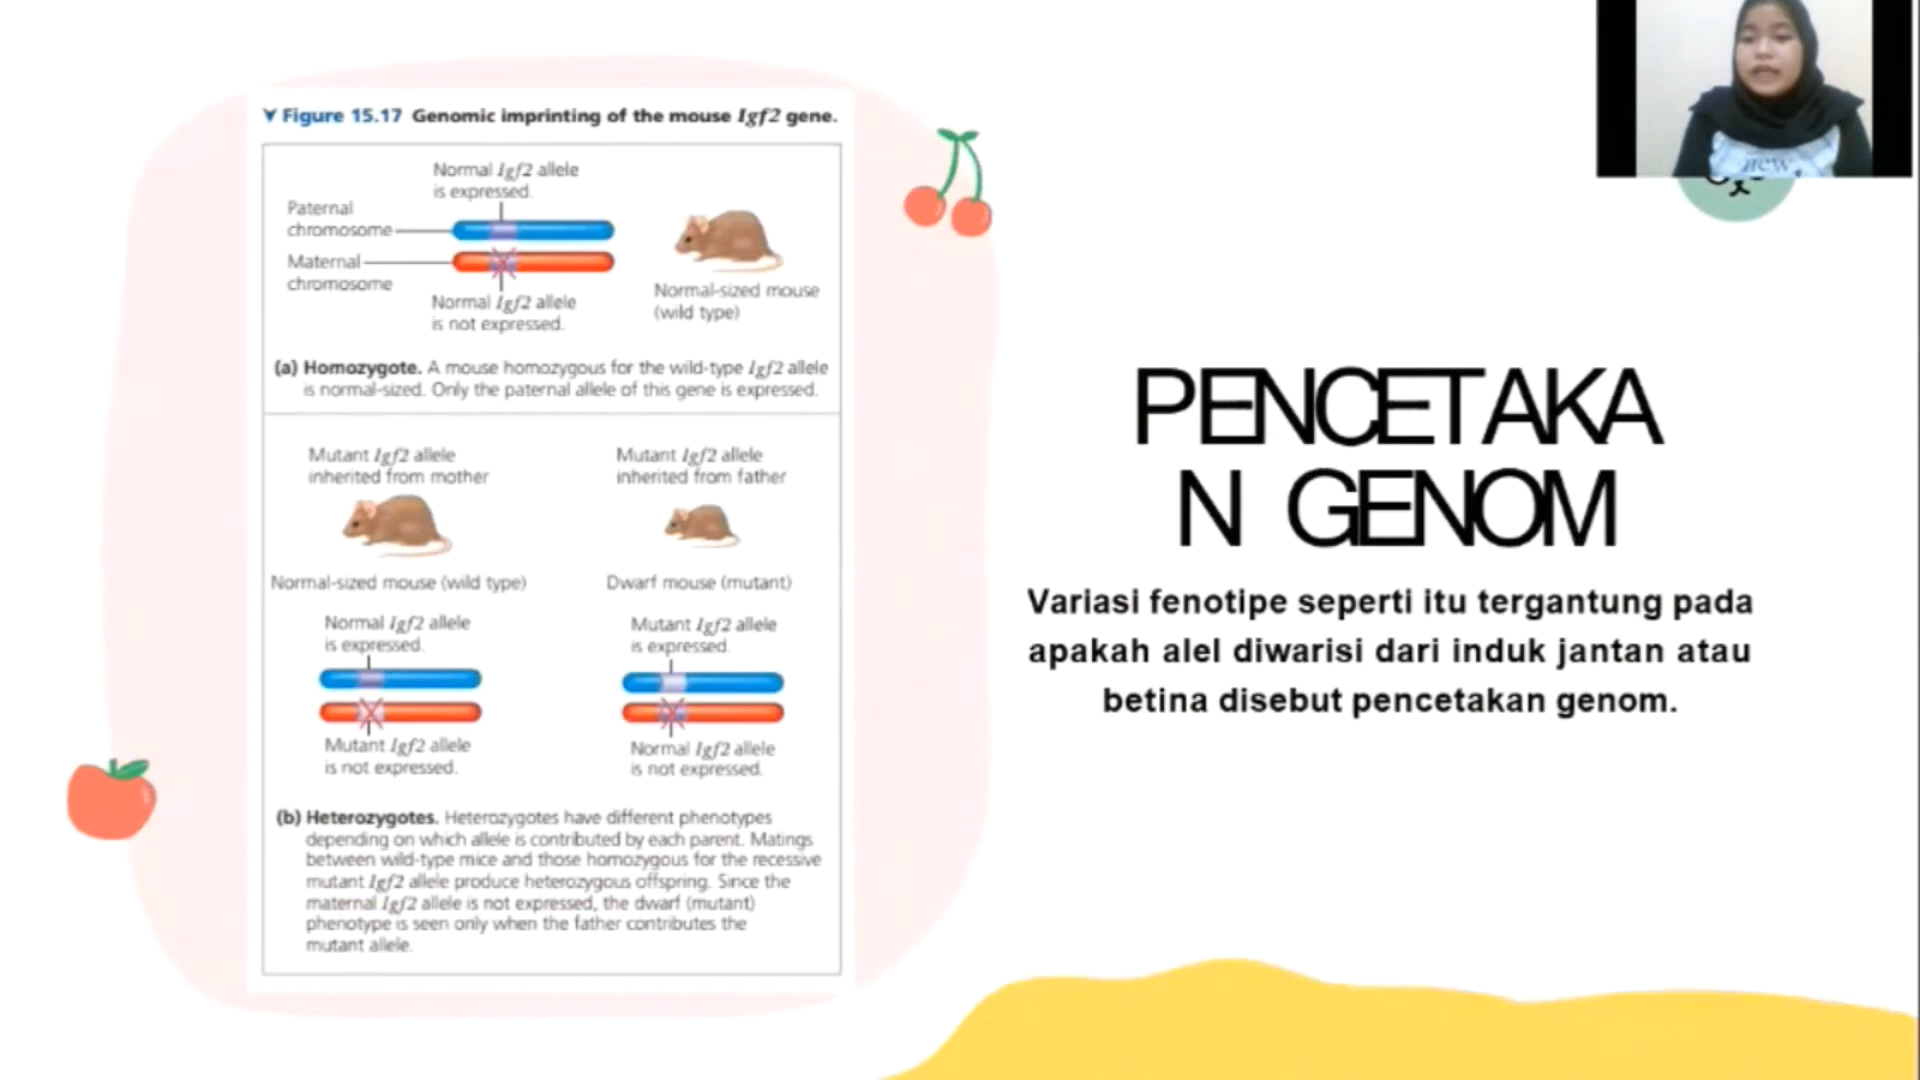 Figure 15.17 Genomic imprinting of the mouse Igf2 gene.
Normal Igf2 allele
is expressed.
Paternal
chromosome
Maternal
chromosome
Normal Igf2 allele
is not expressed.
Normal-sized mouse
(wild type)
(a) Homozygote. A mouse homozygous for the wild-type Igf2 allele
is normal-sized. Only the paternal allele of this gene is expressed.
Mutant Igf2 allele
inherited from mother
Mutant Igf2 allele
inherited from father
Normal-sized mouse (wild type)
Dwarf mouse (mutant)
Normal Igf2 allele
is expressed.
Mutant Igf2 allele
is expressed.
Mutant Igf2 allele
is not expressed.
Normal Igf2 allele
is not expressed.
(b) Heterozygotes. Heterozygotes have different phenotypes
depending on which allele is contributed by each parent. Matings
between wild-type mice and those homozygous for the recessive
mutant Igf2 allele produce heterozygous offspring. Since the
maternal Igf2 allele is not expressed, the dwarf (mutant)
phenotype is seen only when the father contributes the
mutant allele.
PENCETAKA
N GENOM
Variasi fenotipe seperti itu tergantung pada
apakah alel diwarisi dari induk jantan atau
betina disebut pencetakan genom.
new